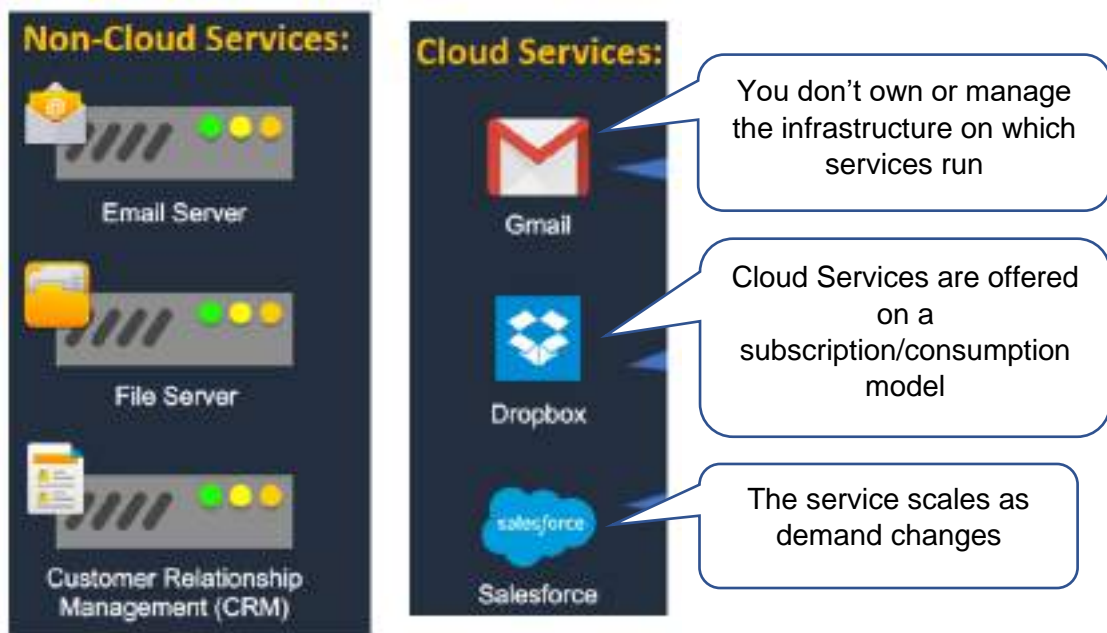 Non-Cloud Services:
Email Server
File Server
Customer Relationship
Management (CRM)
Cloud Services:
Gmail
Dropbox
salesforce
Salesforce
You don’t own or manage
the infrastructure on which
services run
Cloud Services are offered
on a
subscription/consumption
model
The service scales as
demand changes